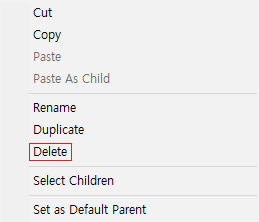 Cut
Copy
Paste
Paste As Child
Rename
Duplicate
Delete
Select Children
Set as Default Parent